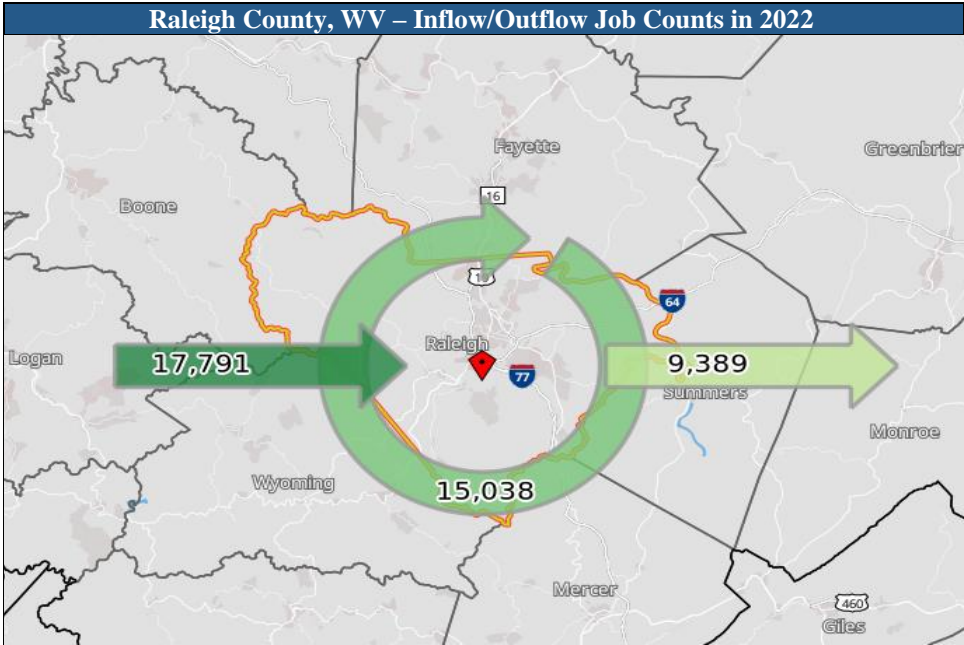 Raleigh County, WV – Inflow/Outflow Job Counts in 2022
Fayette
Greenbrier
16
Boone
64
Raleigh
Logan
17,791
9,389
77
Summers
Monroe
Wyoming
15,038
Mercer
460
Giles